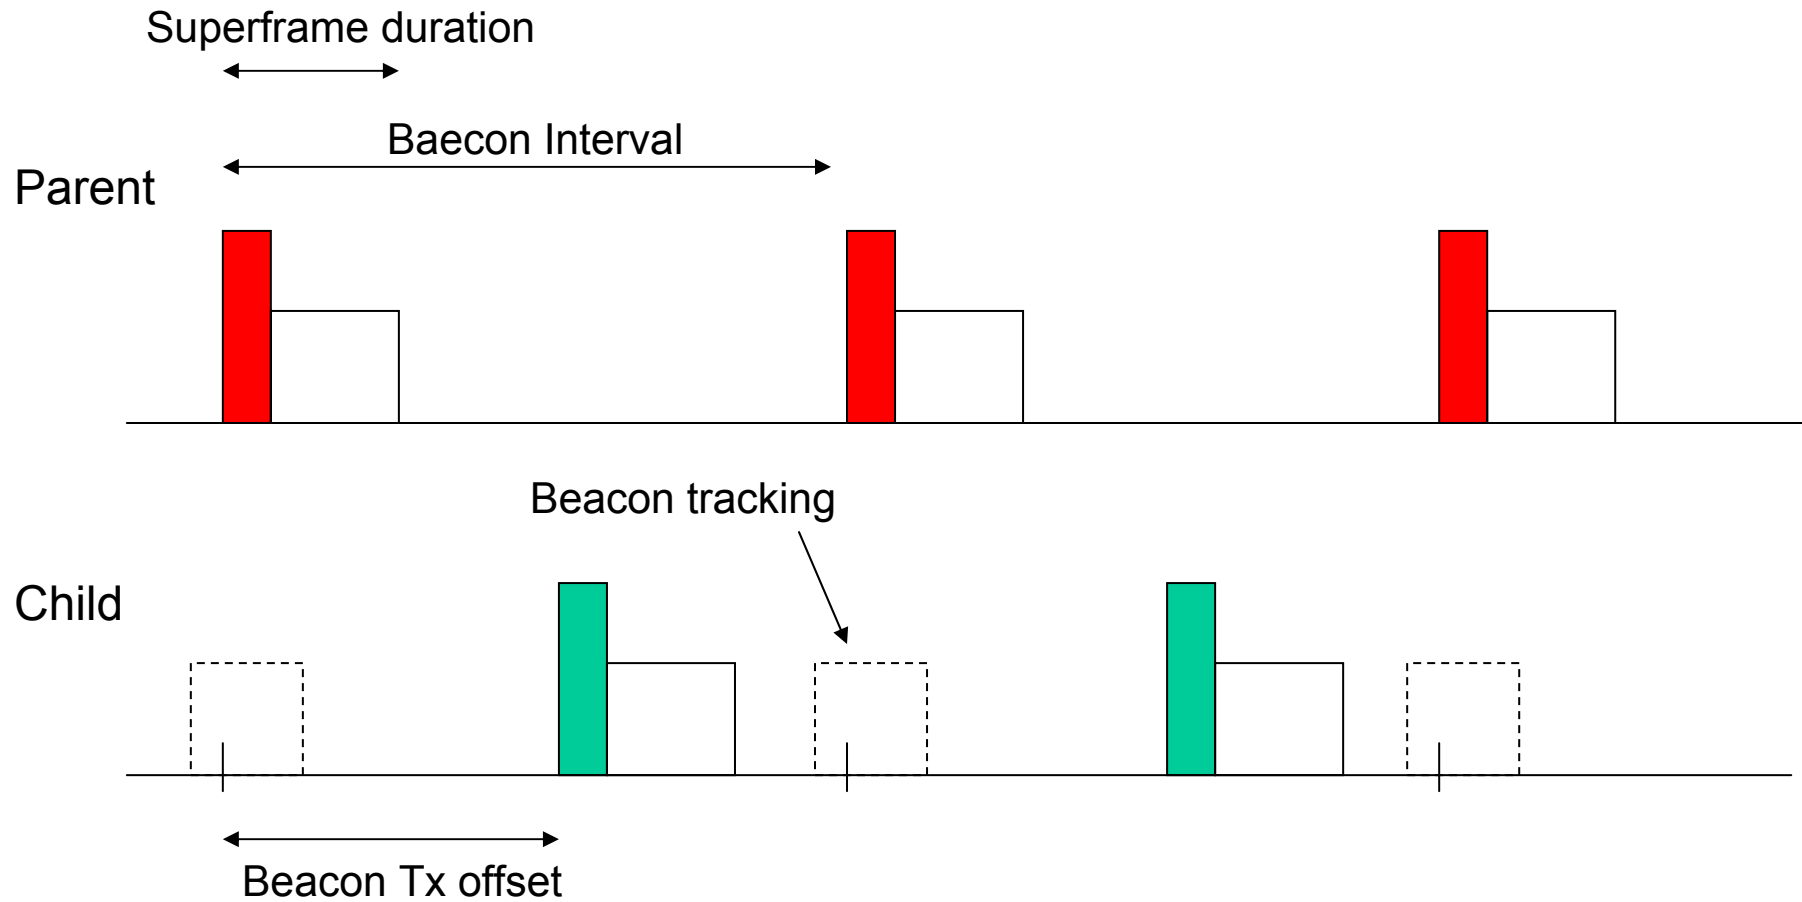 Superframe duration
Baecon Interval
Parent
Beacon tracking
Child
Beacon Tx offset